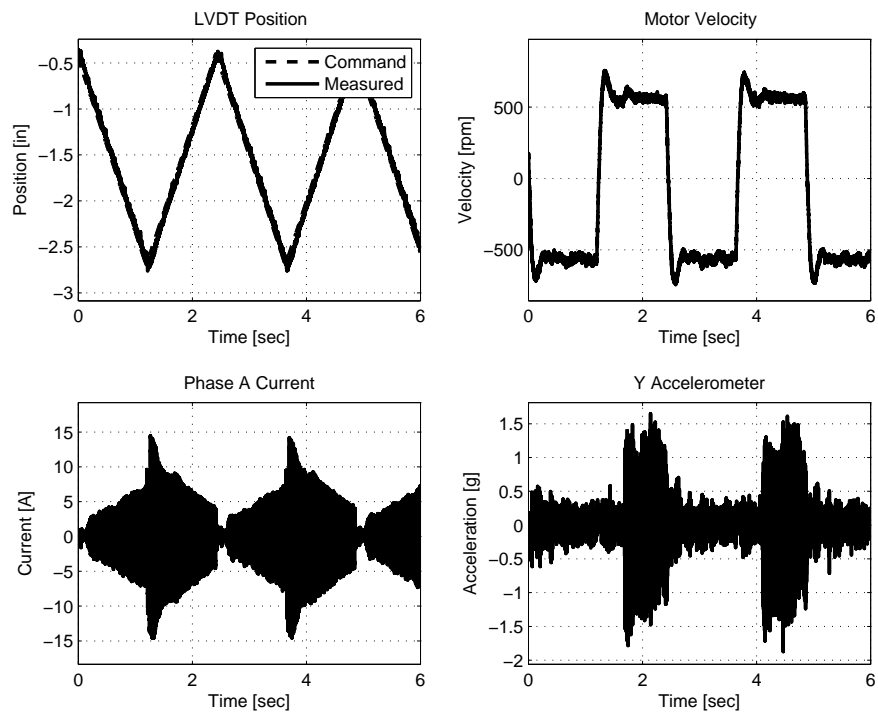 LVDT Position
−0.5
−1
−1.5
−2
−2.5
−3
Position [in]
0
2
4
6
Time [sec]
Command
Measured
Motor Velocity
500
0
−500
Velocity [rpm]
0
2
4
6
Time [sec]
Phase A Current
15
10
5
0
−5
−10
−15
Current [A]
0
2
4
6
Time [sec]
Y Accelerometer
1.5
1
0.5
0
−0.5
−1
−1.5
−2
Acceleration [g]
0
2
4
6
Time [sec]